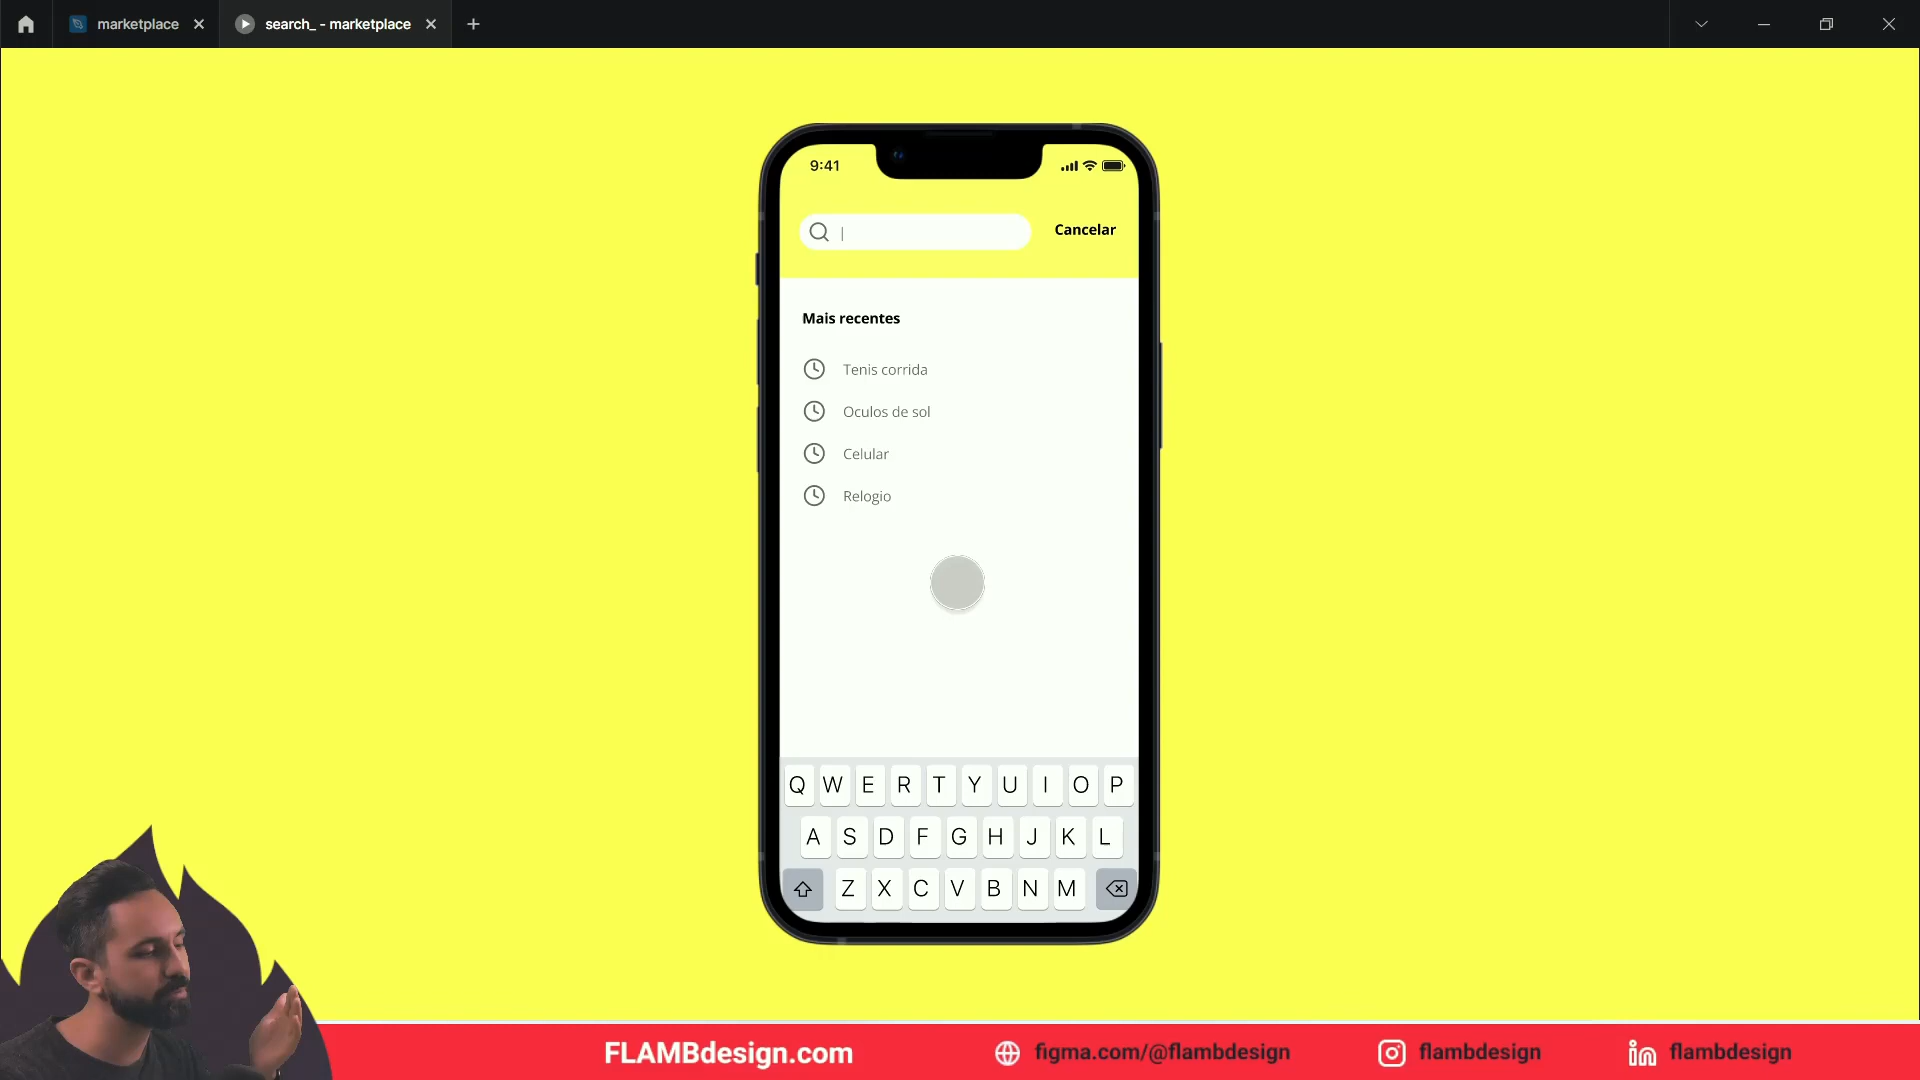 marketplace
search_ - marketplace
9:41
Cancelar
Mais recentes
Tenis corrida
Oculos de sol
Celular
Relogio
Q W E R T Y U I O P
A S D F G H J K L
Z X C V B N M
FLAMBdesign.com
figma.com/@flambdesign
flambdesign
flambdesign